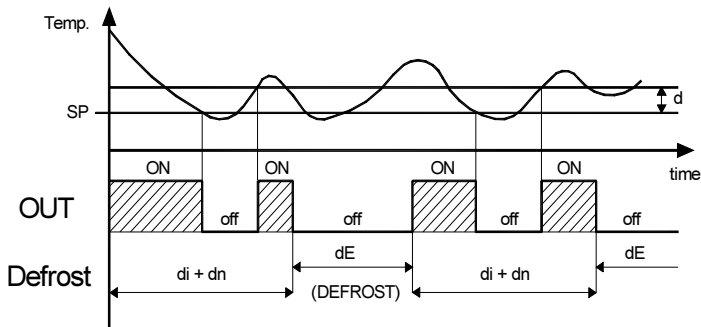 Temp.
d
SP
ON ON ON ON
time
OUT
off off off off
dE dE
Defrost di + dn (DEFROST) di + dn